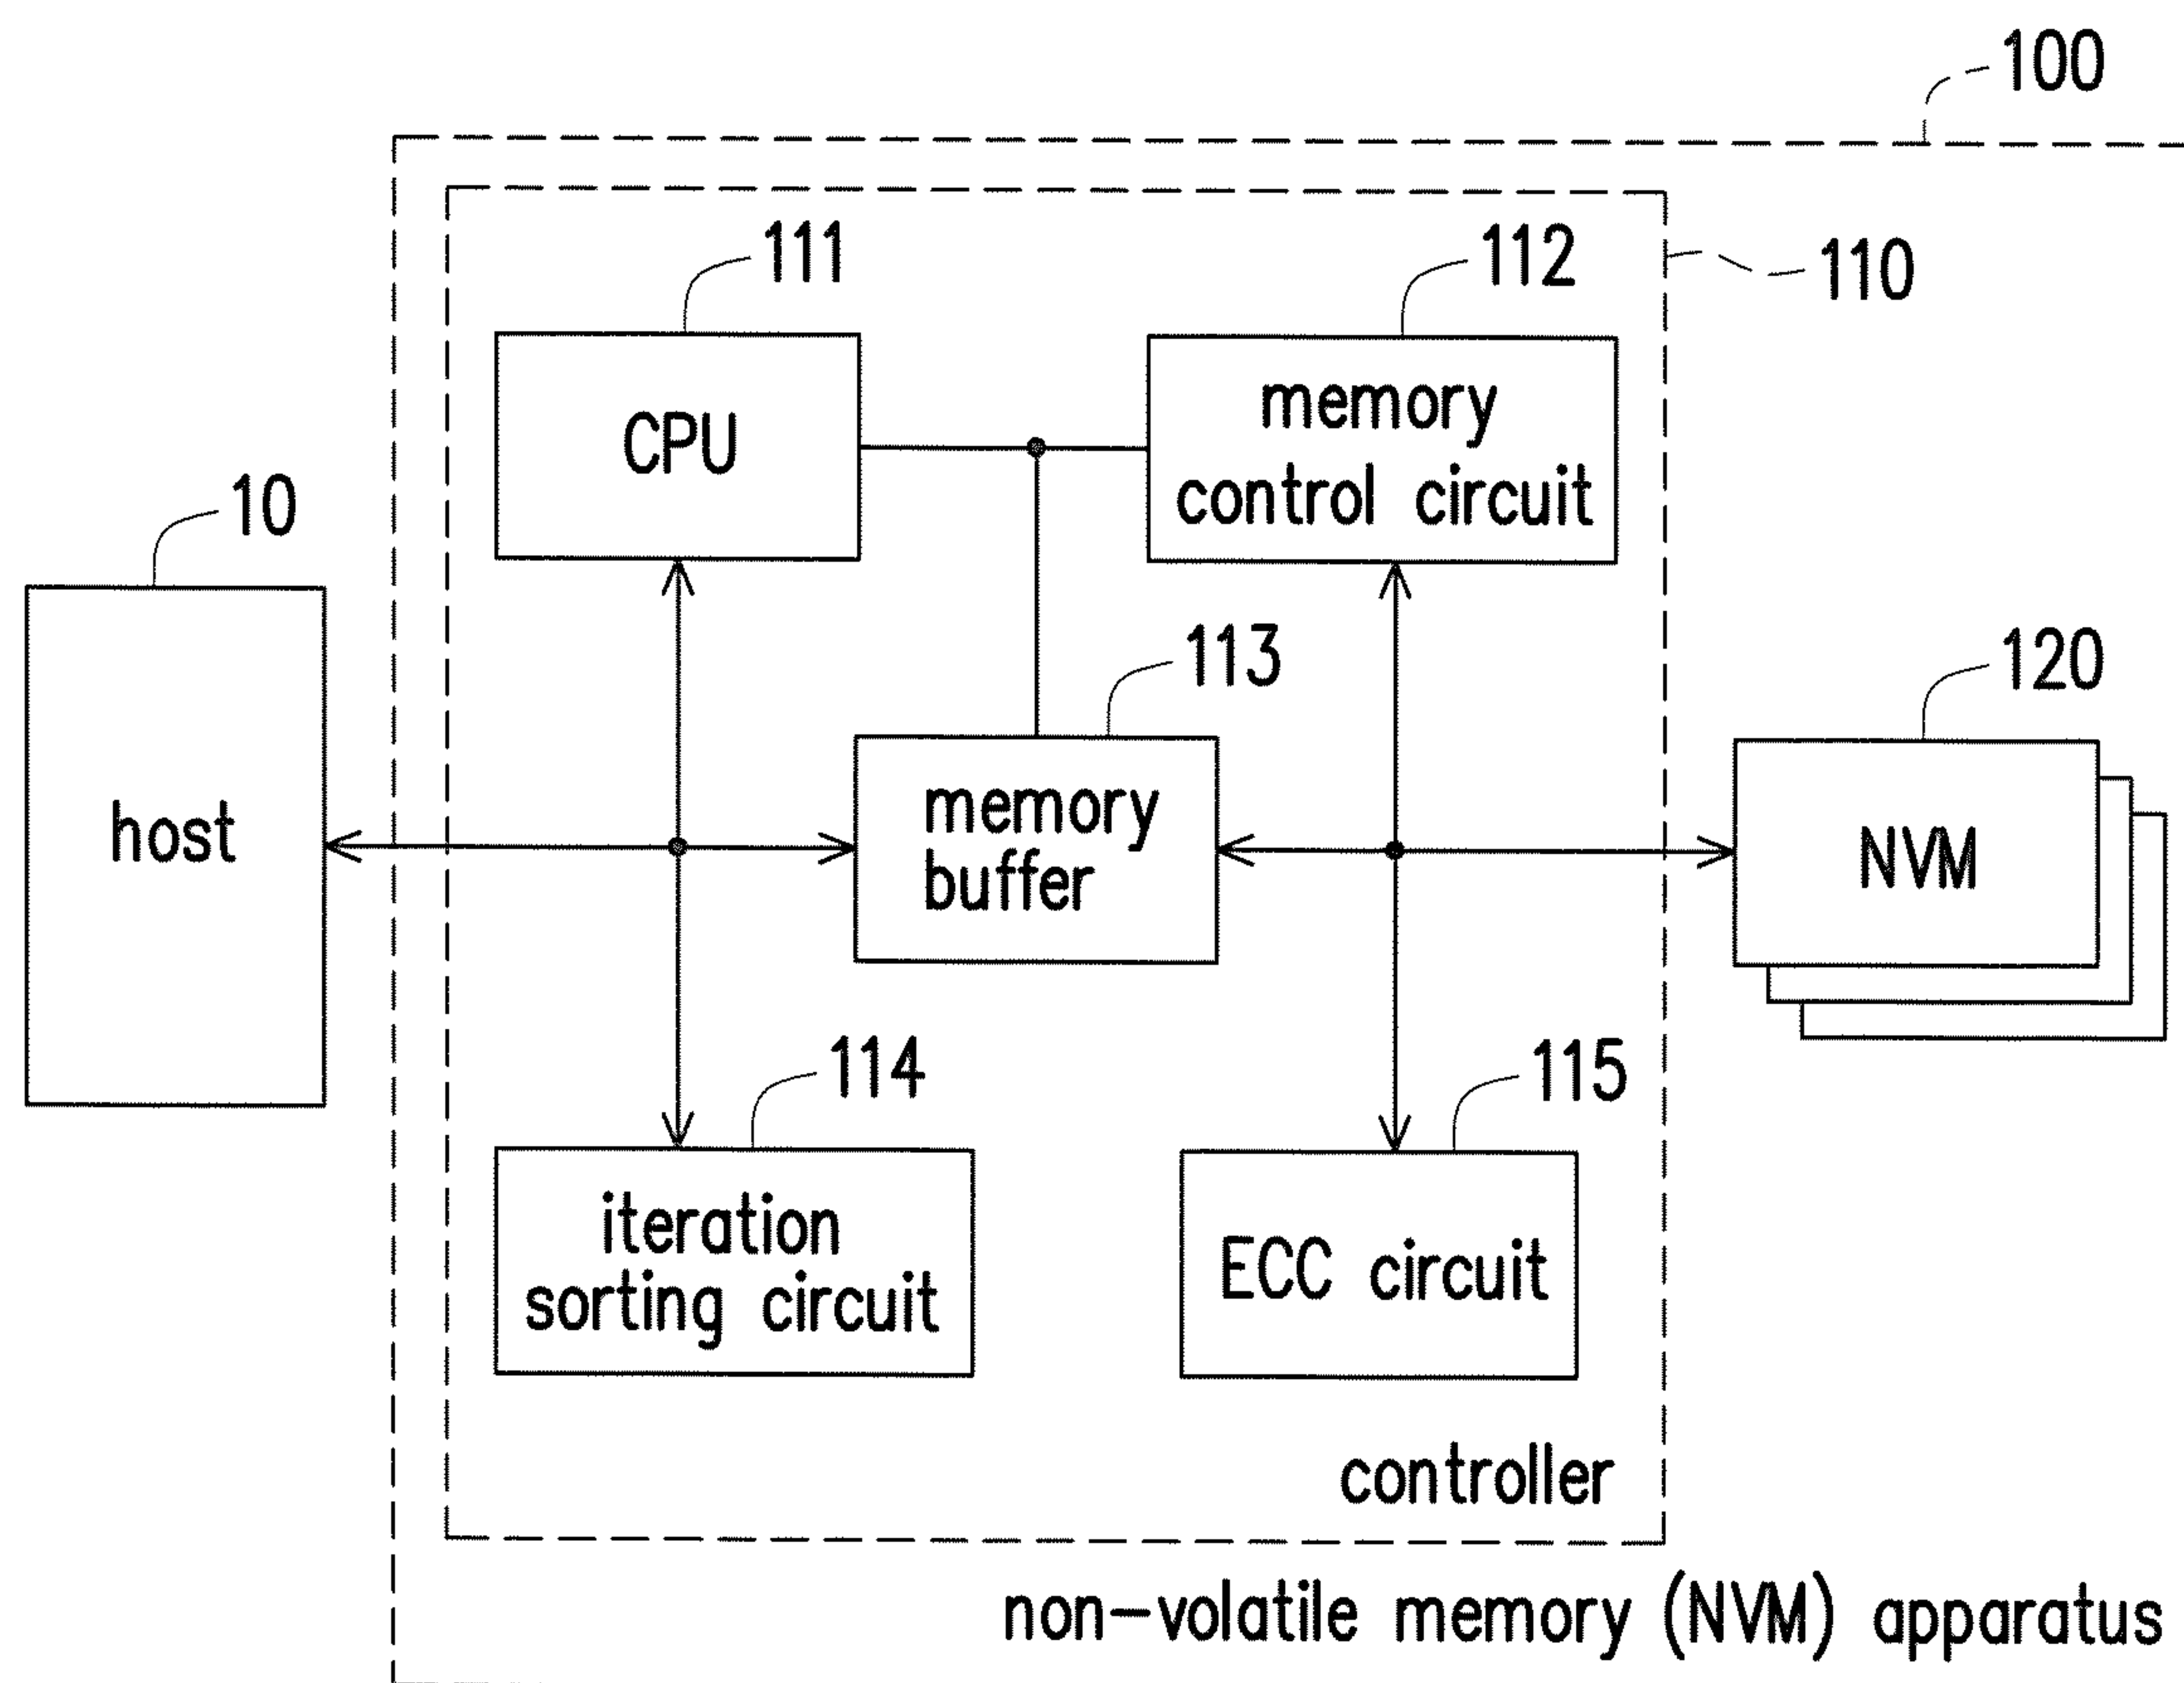 100
111
112
110
CPU
memory
control circuit
10
113
120
host
memory
buffer
NVM
114
115
iteration
sorting circuit
ECC circuit
controller
non-volatile memory (NVM) apparatus